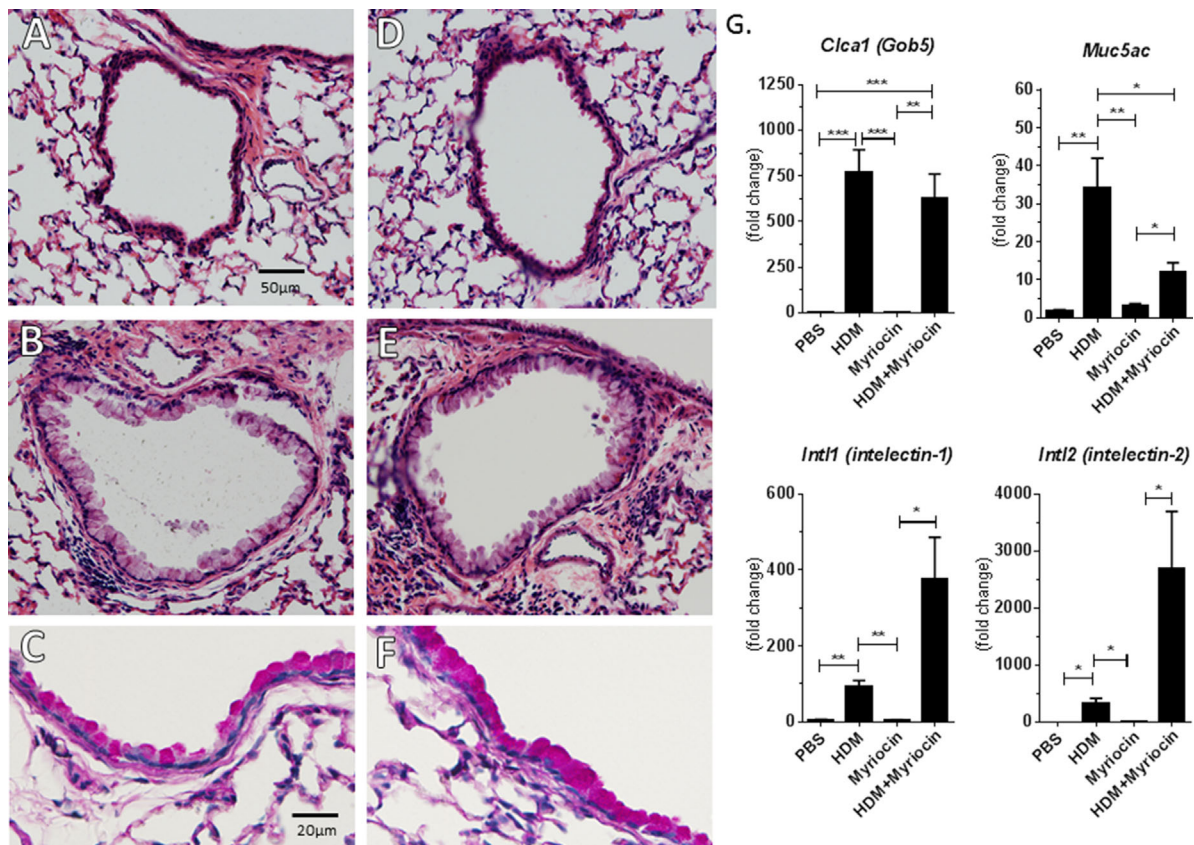 A
D
50µm
B
E
C
F
20µm
G.
Clca1 (Gob5)
(fold change)
1250
1000
750
500
250
0
***
**
***
***
PBS
HDM
Myriocin
HDM+Myriocin
Muc5ac
(fold change)
60
50
40
30
20
10
0
*
**
**
*
PBS
HDM
Myriocin
HDM+Myriocin
Intl1 (intelectin-1)
(fold change)
600
400
200
0
*
**
**
PBS
HDM
Myriocin
HDM+Myriocin
Intl2 (intelectin-2)
(fold change)
4000
3000
2000
1000
0
*
*
*
PBS
HDM
Myriocin
HDM+Myriocin